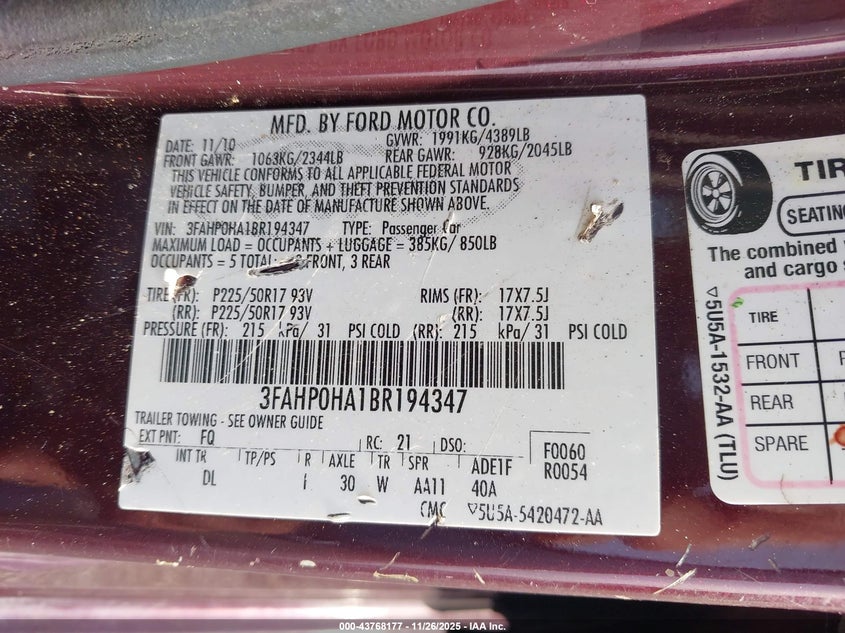 MFD. BY FORD MOTOR CO.
DATE: 11/10 GVWR: 1991KG/4389LB
FRONT GAWR: 1063KG/2344LB REAR GAWR: 928KG/2045LB
THIS VEHICLE CONFORMS TO ALL APPLICABLE FEDERAL MOTOR
VEHICLE SAFETY, BUMPER, AND THEFT PREVENTION STANDARDS
IN EFFECT ON THE DATE OF MANUFACTURE SHOWN ABOVE.
VIN: 3FAHP0HA1BR194347 TYPE: Passenger Car
MAXIMUM LOAD = OCCUPANTS + LUGGAGE = 385KG/ 850LB
OCCUPANTS = 5 TOTAL: FRONT, 3 REAR
TIRE (FR): P225/50R17 93V RIMS (FR): 17X7.5J
(RR): P225/50R17 93V (RR): 17X7.5J
PRESSURE (FR): 215 kPa/ 31 PSI COLD (RR): 215 kPa/ 31 PSI COLD
3FAHP0HA1BR194347
TRAILER TOWING - SEE OWNER GUIDE
EXT PNT: FQ RC: 21 DSO: F0060
R0054
INT TR TP/PS R AXLE TR SPR ADE1F
DL I 30 W AA11 40A
CMC ▽5U5A-5420472-AA
TIR
SEATING
The combined
and cargo s
TIRE
FRONT
REAR
SPARE
▽5U5A-1532-AA (TLU)
000-43768177 - 11/26/2025 - IAA Inc.